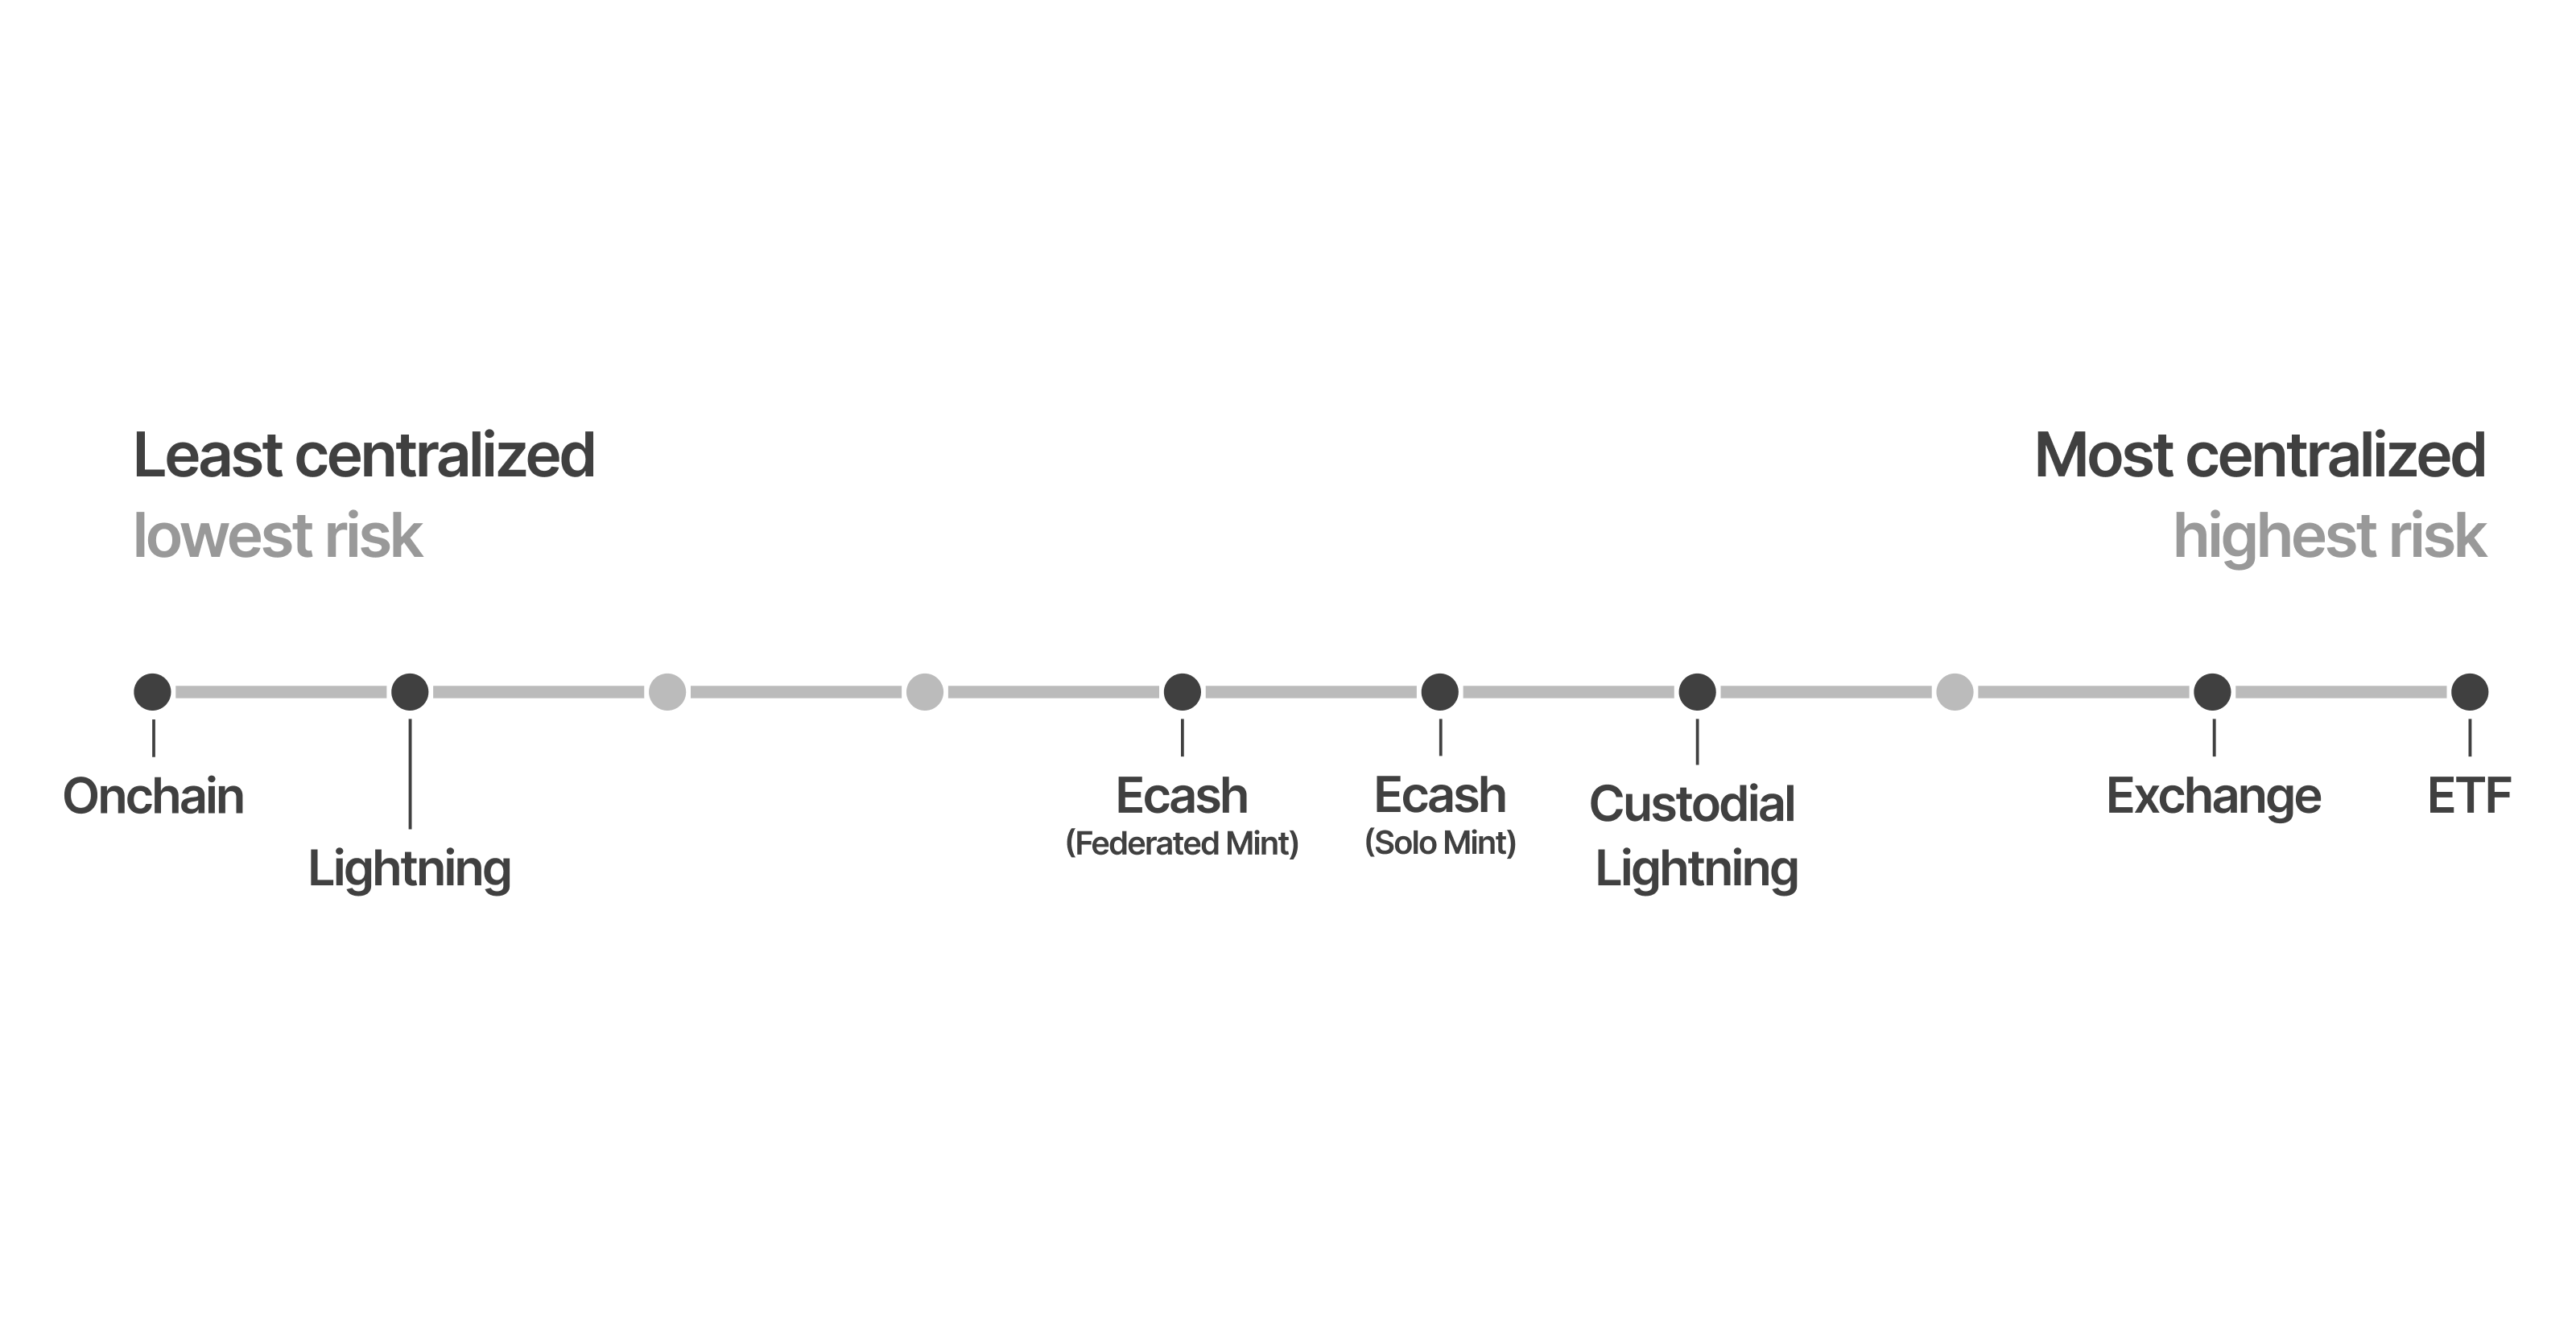 Least centralized
lowest risk
Most centralized
highest risk
Onchain
Lightning
Ecash
(Federated Mint)
Ecash
(Solo Mint)
Custodial
Lightning
Exchange
ETF